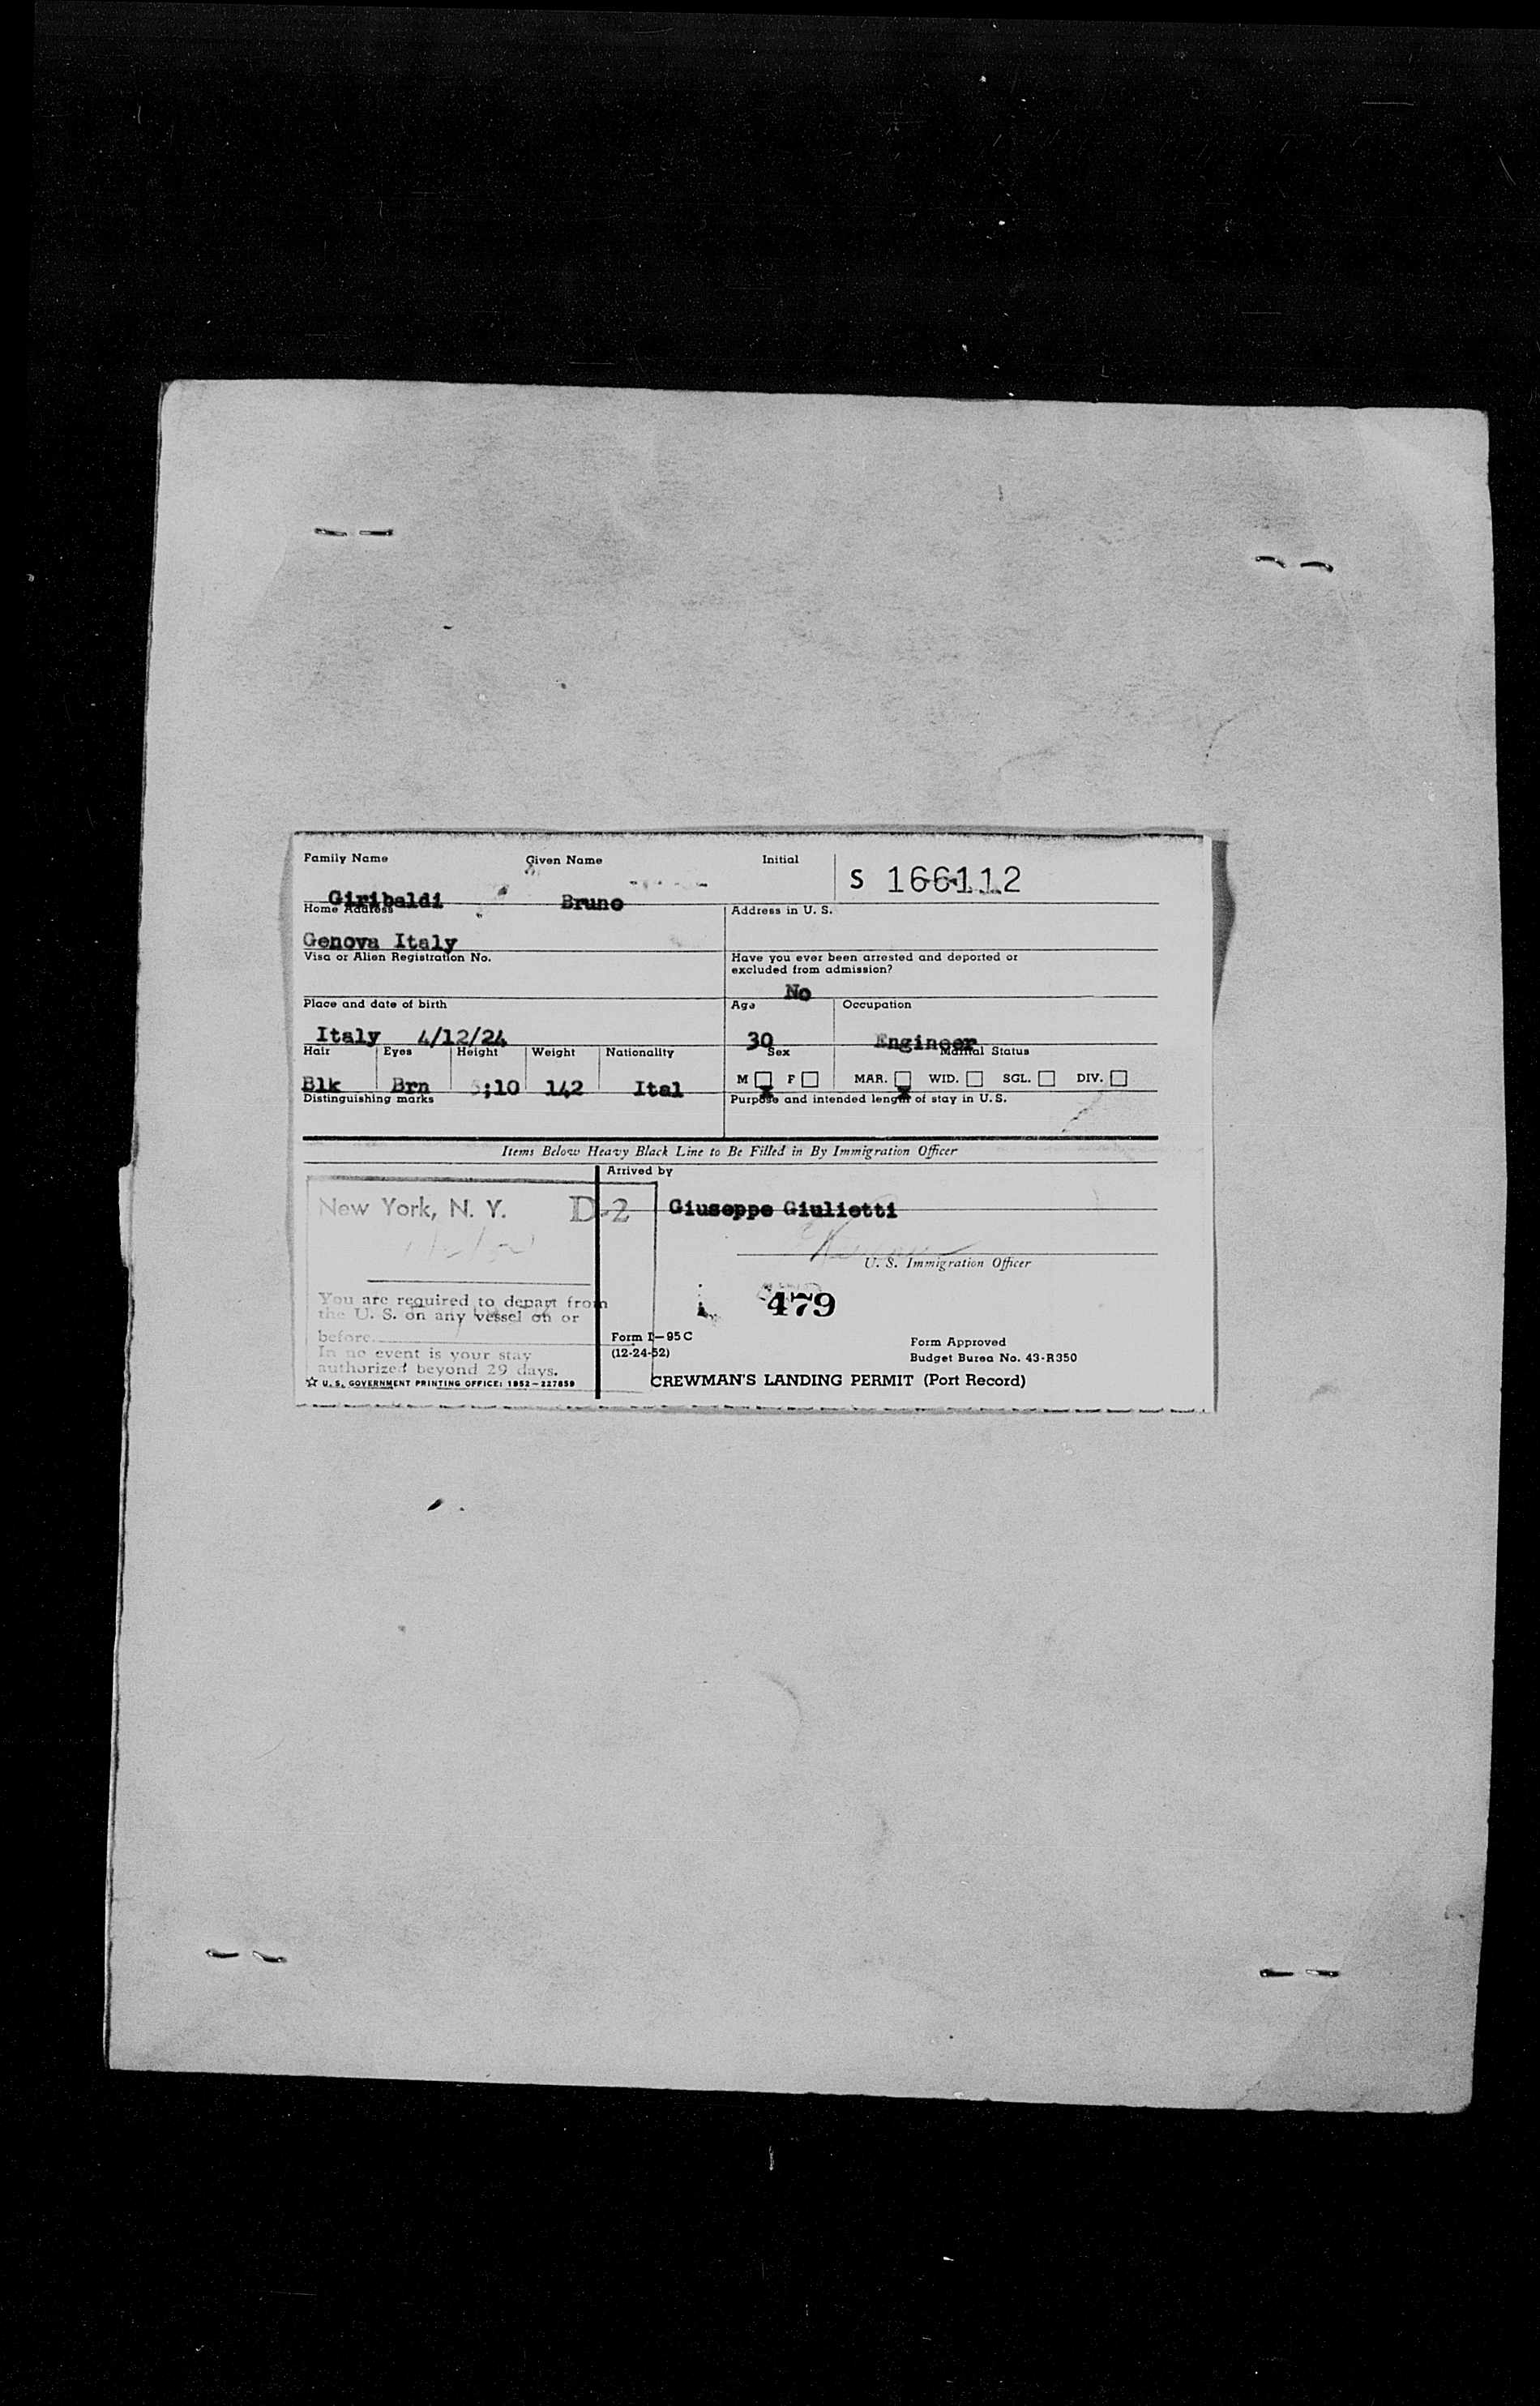 Family Name Given Name Initial S 166112
Giribaldi Bruno
Home Address Address in U. S.
Genova Italy
Visa or Alien Registration No. Have you ever been arrested and deported or
excluded from admission?
No
Place and date of birth Age Occupation
Italy 4/12/24 30 Engineer
Hair Eyes Height Weight Nationality Sex Marital Status
M F MAR. WID. SGL. DIV.
Blk Brn 5;10 142 Ital X X
Distinguishing marks Purpose and intended length of stay in U.S.
Items Below Heavy Black Line to Be Filled in By Immigration Officer
Arrived by
New York, N. Y. D-2 Giuseppe Giulietti
U. S. Immigration Officer
You are required to depart from
the U. S. on any vessel on or
479
before
Form I-95 C Form Approved
In no event is your stay (12-24-52) Budget Burea No. 43-R350
authorized beyond 29 days.
☆ U. S. GOVERNMENT PRINTING OFFICE: 1952-227859 CREWMAN'S LANDING PERMIT (Port Record)